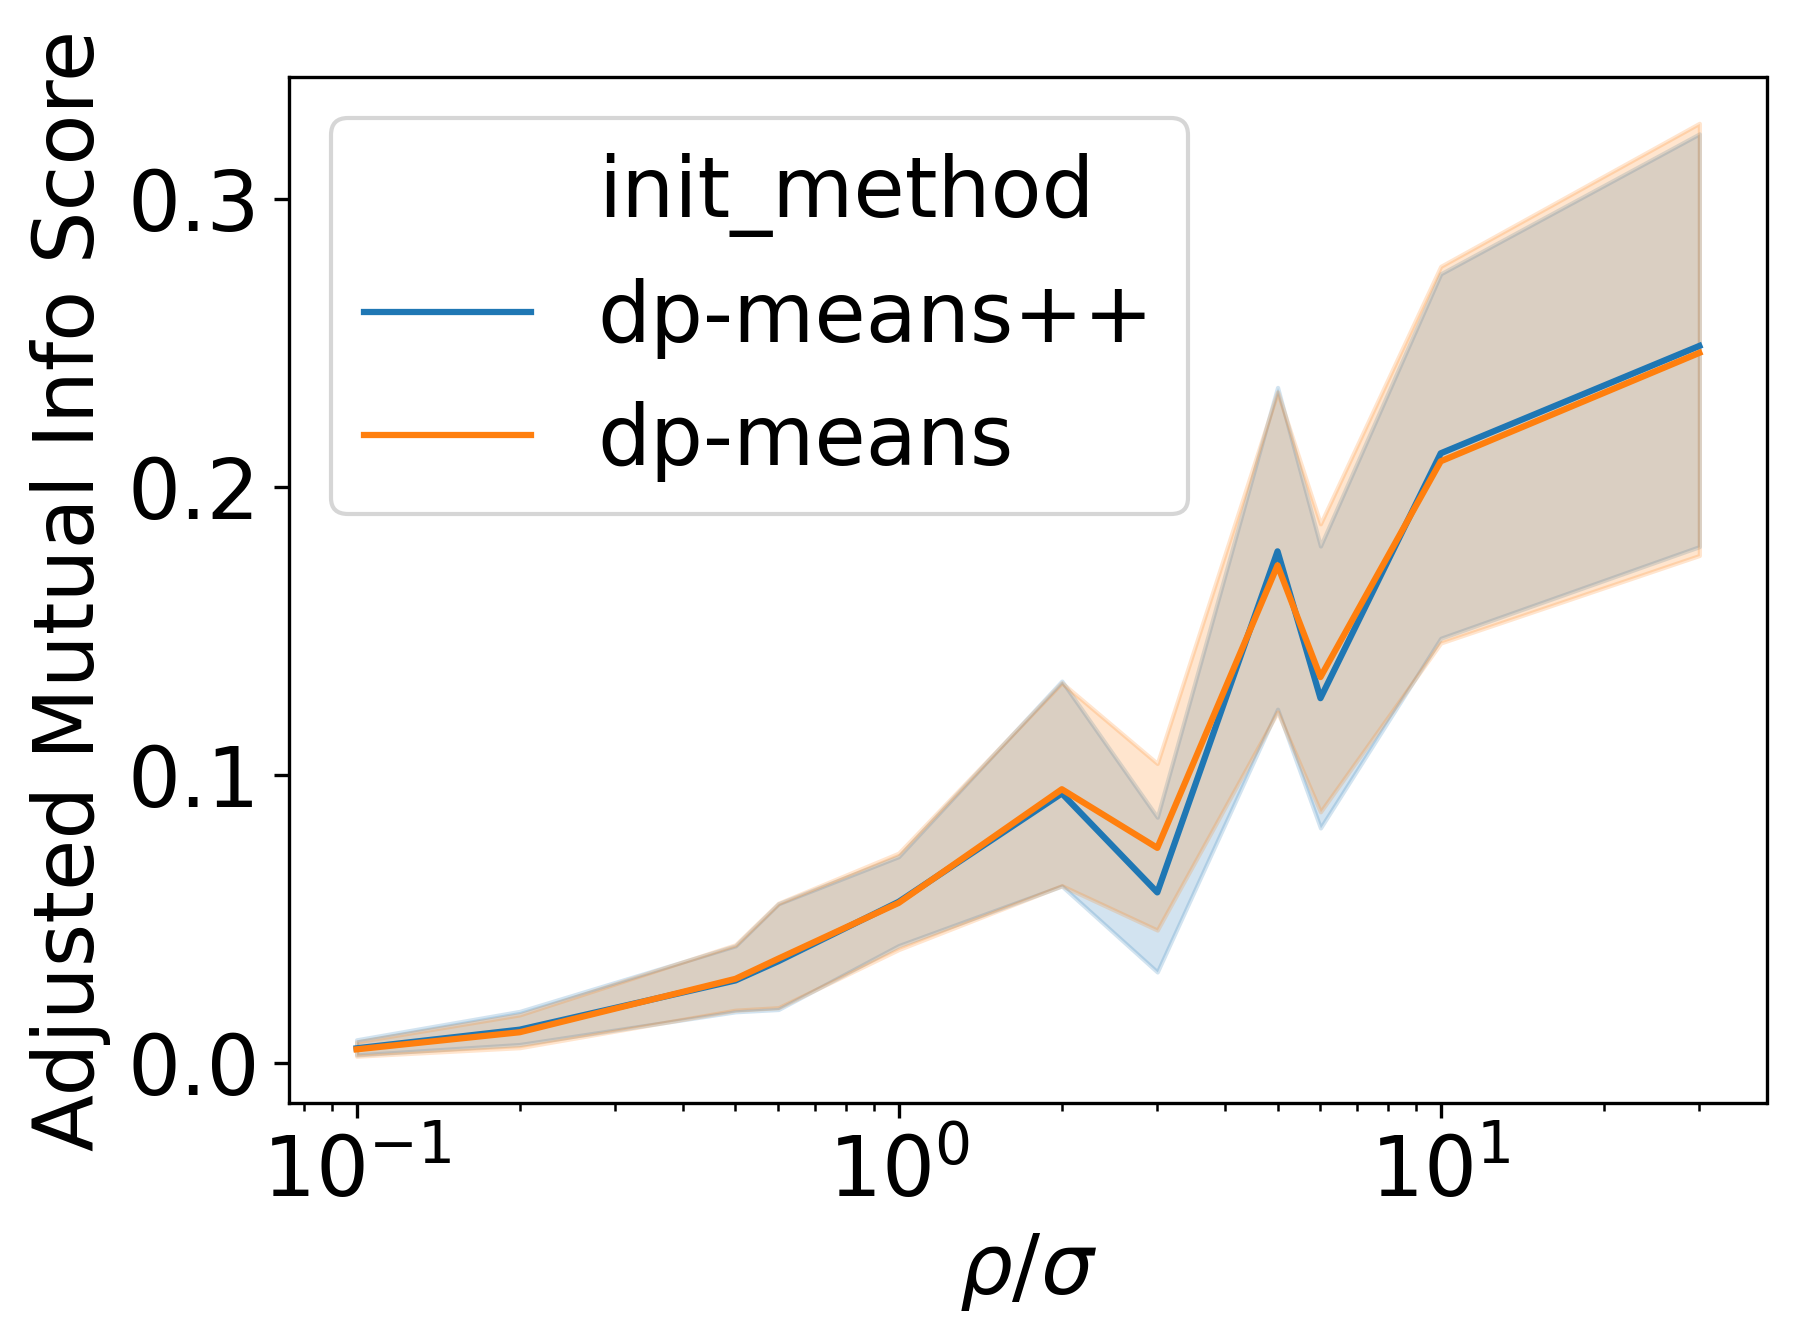 Adjusted Mutual Info Score
0.3
0.2
0.1
0.0
init_method
dp-means++
dp-means
10⁻¹
10⁰
10¹
ρ/σ